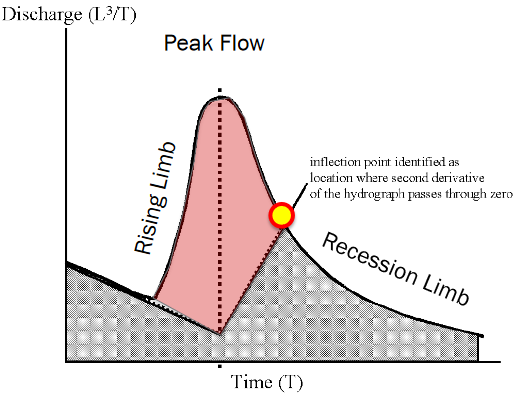 Discharge (L³/T)
Peak Flow
Rising Limb
inflection point identified as
location where second derivative
of the hydrograph passes through zero
Recession Limb
Time (T)